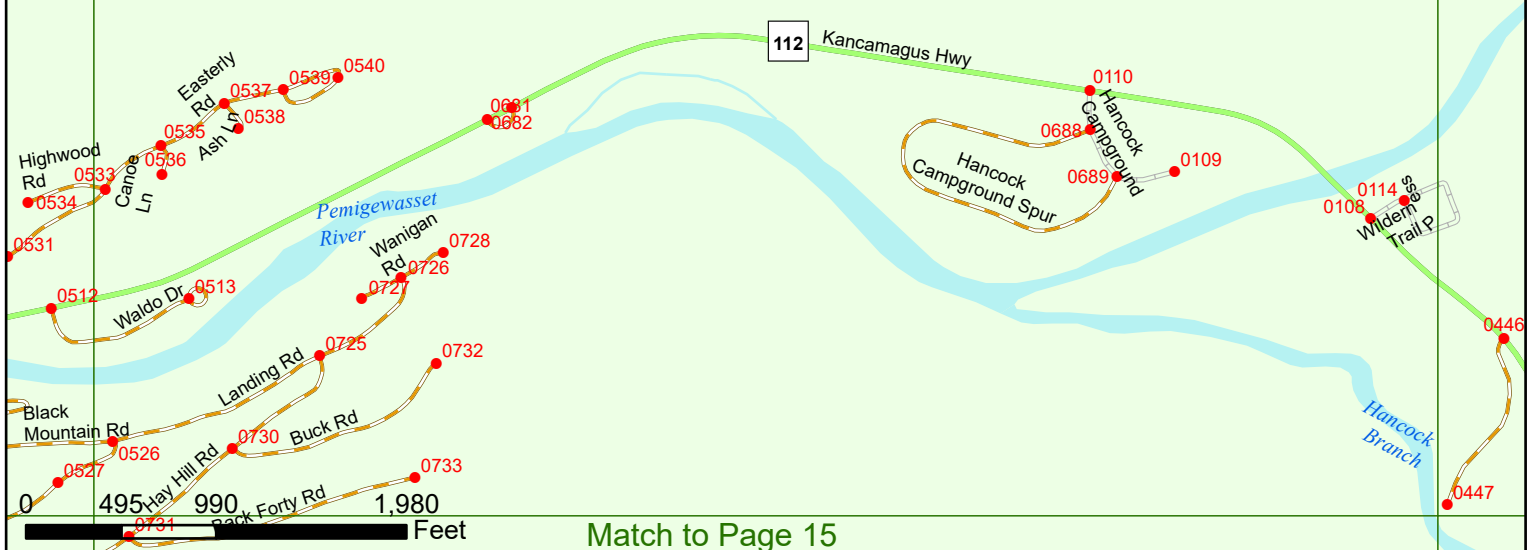 112
Kancamagus Hwy
0540
Easterly
Rd
0539
0537
0538
Ash Ln
0535
0536
Highwood
Rd
0533
0534
Canoe
Ln
0531
0681
0682
0110
Hancock
Campground
0688
0689
0109
Hancock
Campground Spur
0114
0108
Wilderness
Trail P
Pemigewasset
River
Wanigan
Rd
0728
0726
0727
0512
0513
Waldo Dr
0446
0725
0732
Landing Rd
Black
Mountain Rd
0526
0527
0730
Buck Rd
Hay Hill Rd
0733
Back Forty Rd
0731
Hancock
Branch
0447
0 495 990 1,980
Feet
Match to Page 15